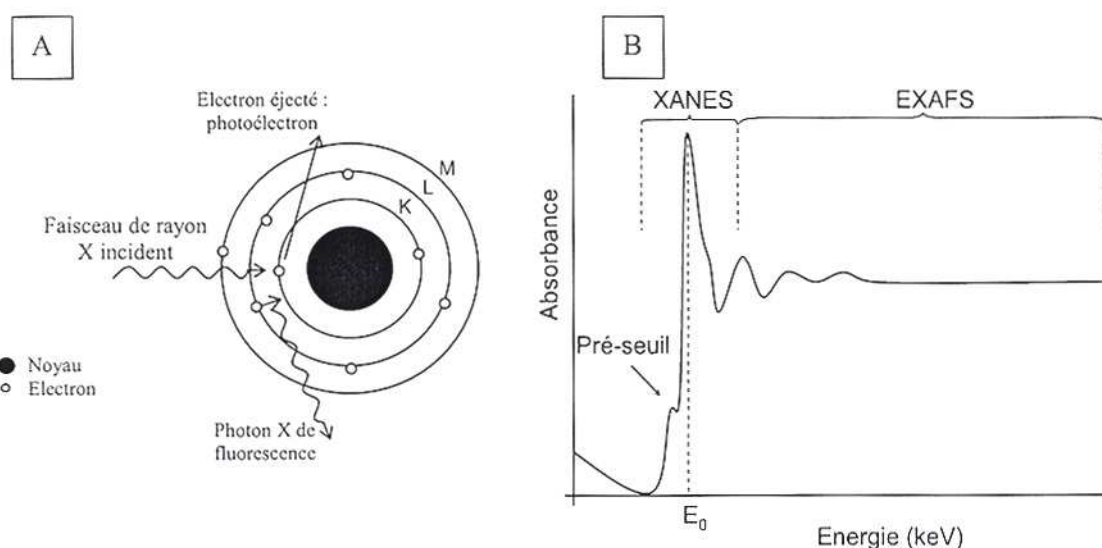 A
Electron éjecté :
photoélectron
M
L
K
Faisceau de rayon
X incident
Noyau
Electron
Photon X de
fluorescence
B
XANES
EXAFS
Absorbance
Pré-seuil
E₀
Energie (keV)